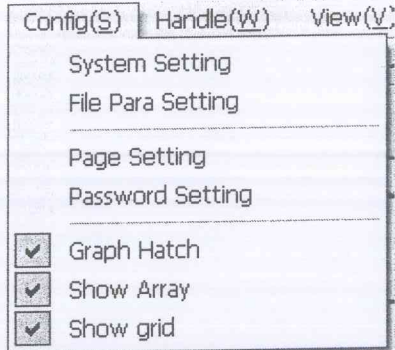 Config(S) Handle(W) View(V)
System Setting
File Para Setting
Page Setting
Password Setting
Graph Hatch
Show Array
Show grid